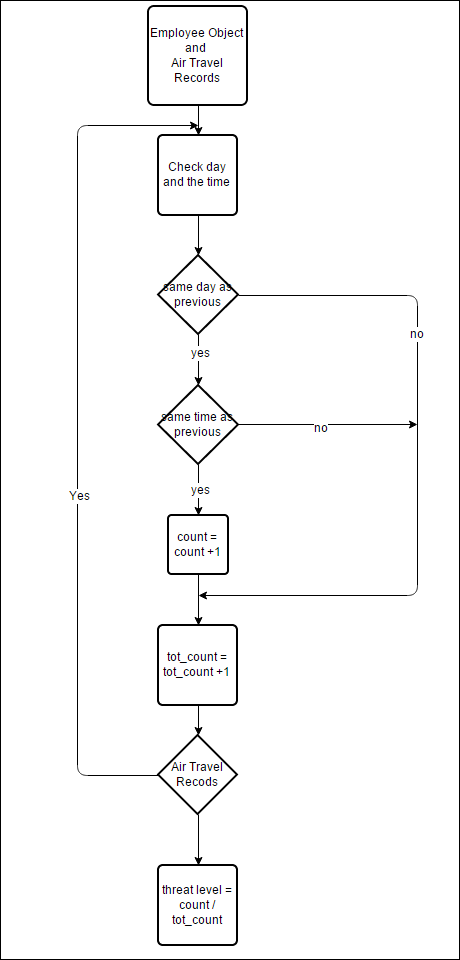 Employee Object
and
Air Travel
Records
Check day
and the time
same day as
previous
no
yes
same time as
previous
no
yes
Yes
count =
count +1
tot_count =
tot_count +1
Air Travel
Recods
threat level =
count /
tot_count